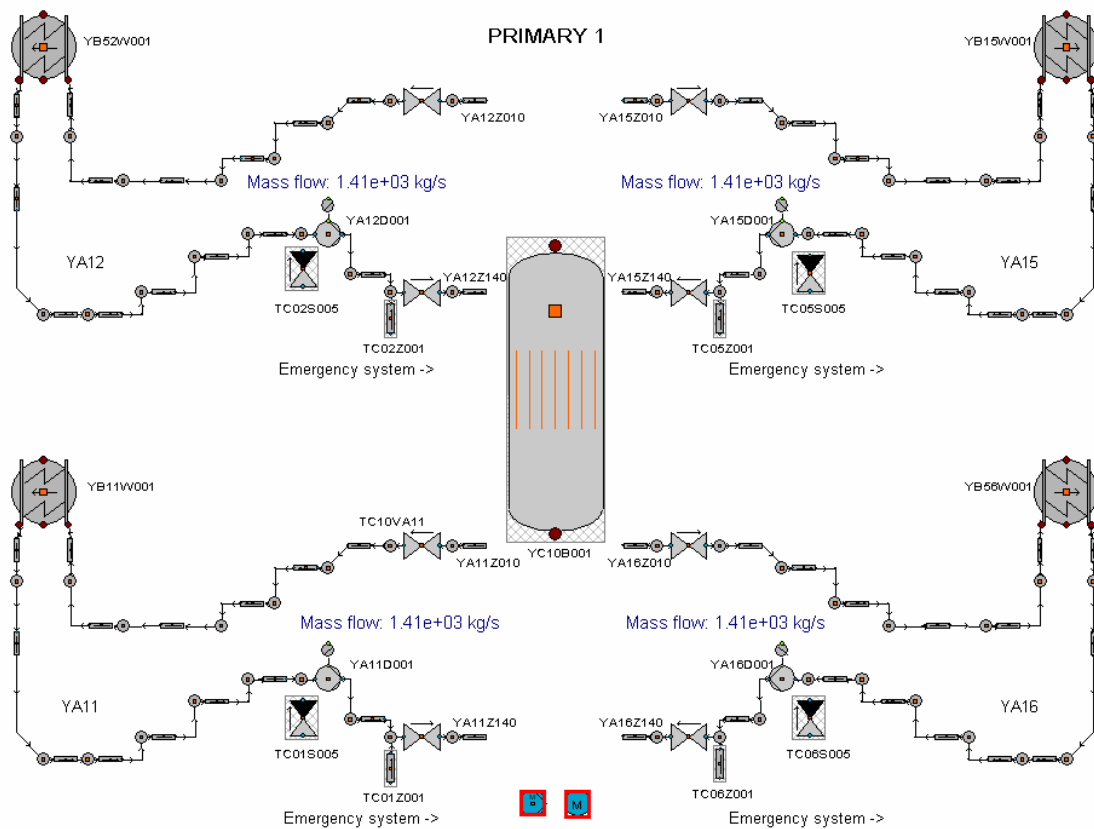 PRIMARY 1
YB52W001
YB15W001
YA12Z010
YA15Z010
Mass flow: 1.41e+03 kg/s
Mass flow: 1.41e+03 kg/s
YA12D001
YA15D001
YA12
YA12Z140
YA15Z140
YA15
TC02S005
TC05S005
TC02Z001
TC05Z001
Emergency system ->
Emergency system ->
YB11W001
YB56W001
TC10VA11
YC10B001
YA11Z010
YA16Z010
Mass flow: 1.41e+03 kg/s
Mass flow: 1.41e+03 kg/s
YA11D001
YA16D001
YA11
YA11Z140
YA16Z140
YA16
TC01S005
TC06S005
TC01Z001
TC06Z001
M
M
Emergency system ->
Emergency system ->